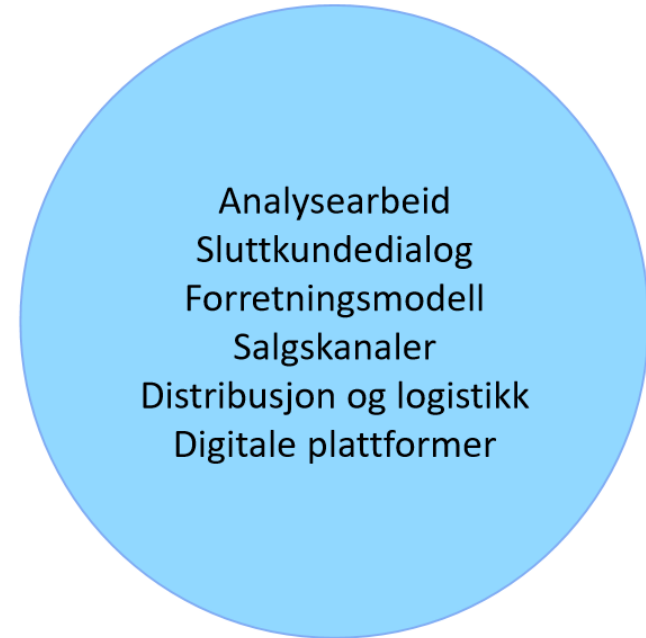 Analysearbeid
Sluttkundedialog
Forretningsmodell
Salgskanaler
Distribusjon og logistikk
Digitale plattformer